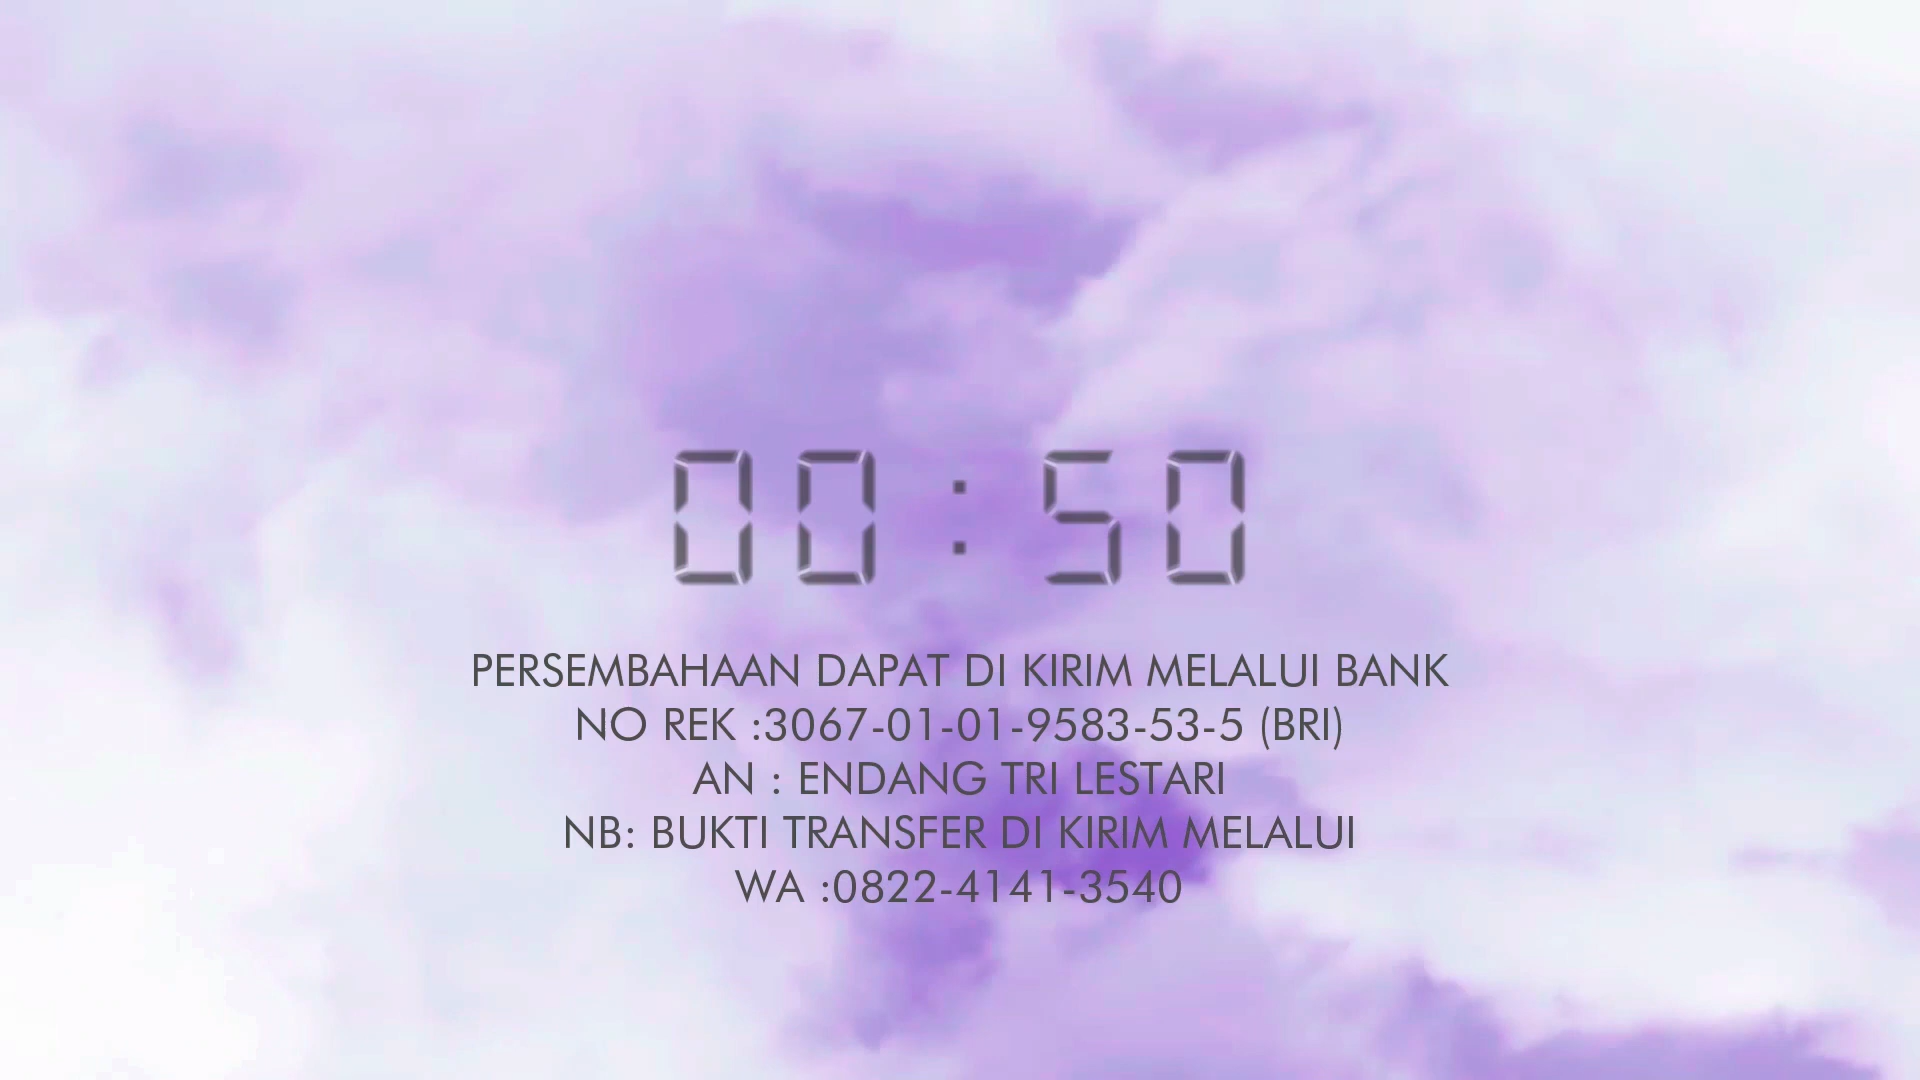 00 : 50
PERSEMBAHAAN DAPAT DI KIRIM MELALUI BANK
NO REK :3067-01-01-9583-53-5 (BRI)
AN : ENDANG TRI LESTARI
NB: BUKTI TRANSFER DI KIRIM MELALUI
WA :0822-4141-3540